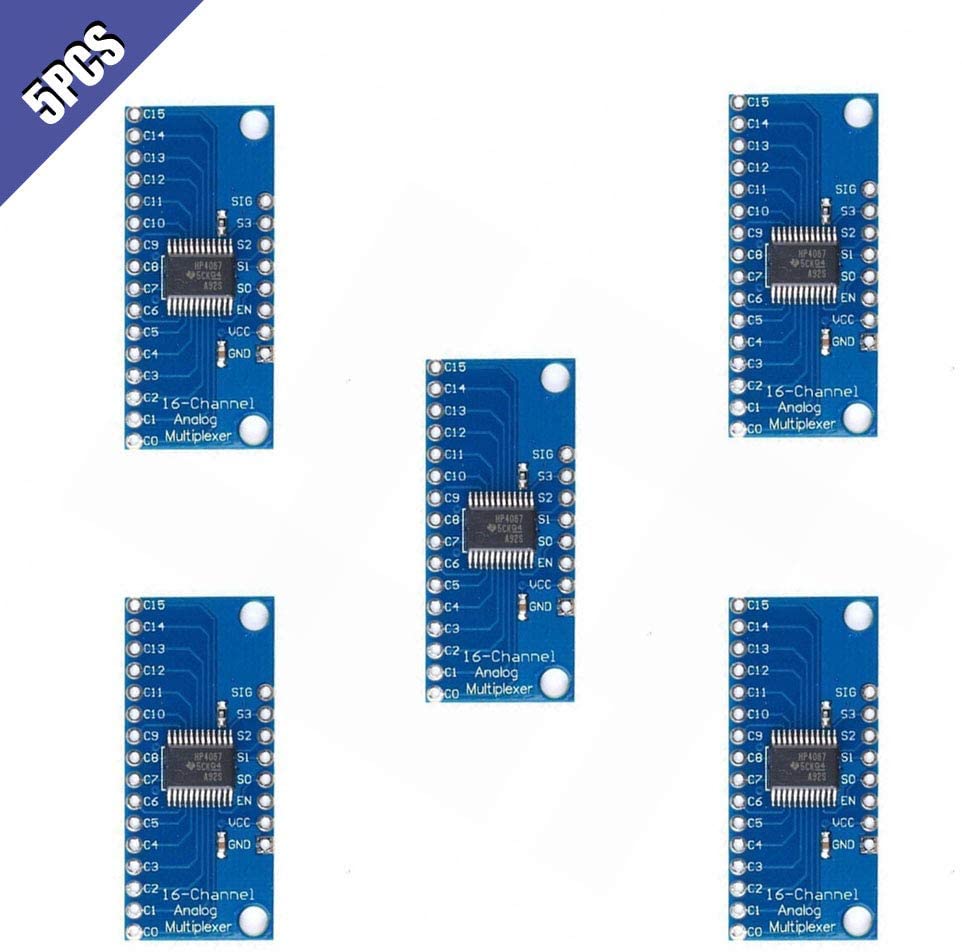 5PCS
C15
C14
C13
C12
C11 SIG
C10 S3
C9 S2
C8 HP4067 S1
5CKG4
C7 A92S S0
C6 EN
C5 VCC
C4 GND
C3
C2 16-Channel
C1 Analog
C0 Multiplexer
C15
C14
C13
C12
C11 SIG
C10 S3
C9 S2
C8 HP4067 S1
5CKG4
C7 A92S S0
C6 EN
C5 VCC
C4 GND
C3
C2 16-Channel
C1 Analog
C0 Multiplexer
C15
C14
C13
C12
C11 SIG
C10 S3
C9 S2
C8 HP4067 S1
5CKG4
C7 A92S S0
C6 EN
C5 VCC
C4 GND
C3
C2 16-Channel
C1 Analog
C0 Multiplexer
C15
C14
C13
C12
C11 SIG
C10 S3
C9 S2
C8 HP4067 S1
5CKG4
C7 A92S S0
C6 EN
C5 VCC
C4 GND
C3
C2 16-Channel
C1 Analog
C0 Multiplexer
C15
C14
C13
C12
C11 SIG
C10 S3
C9 S2
C8 HP4067 S1
5CKG4
C7 A92S S0
C6 EN
C5 VCC
C4 GND
C3
C2 16-Channel
C1 Analog
C0 Multiplexer